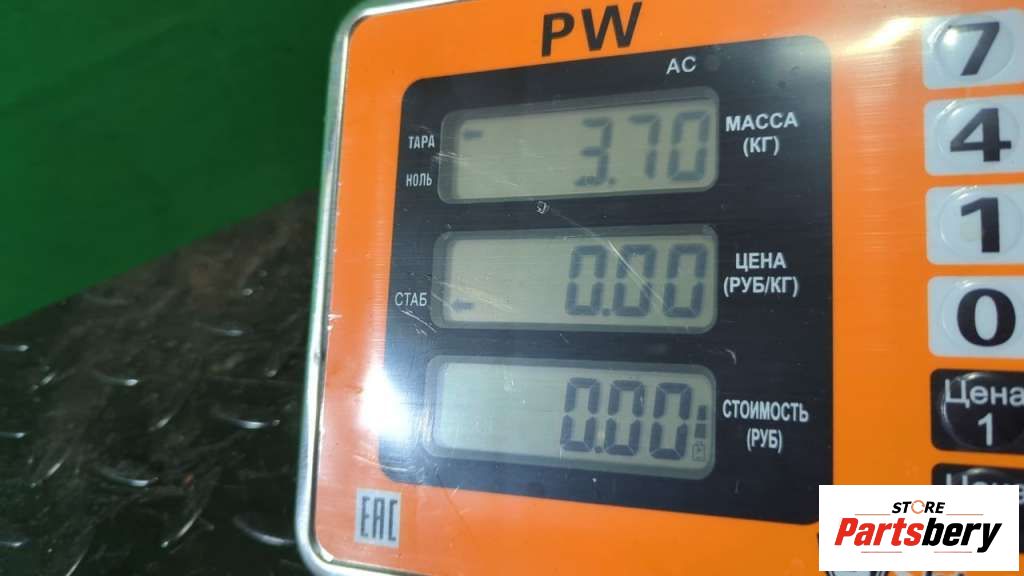 PW
AC
ТАРА
НОЛЬ
3.70
МАССА
(КГ)
СТАБ
0.00
ЦЕНА
(РУБ/КГ)
0.00
СТОИМОСТЬ
(РУБ)
7
4
1
0
Цена
1
EAC
STORE
Partsbery